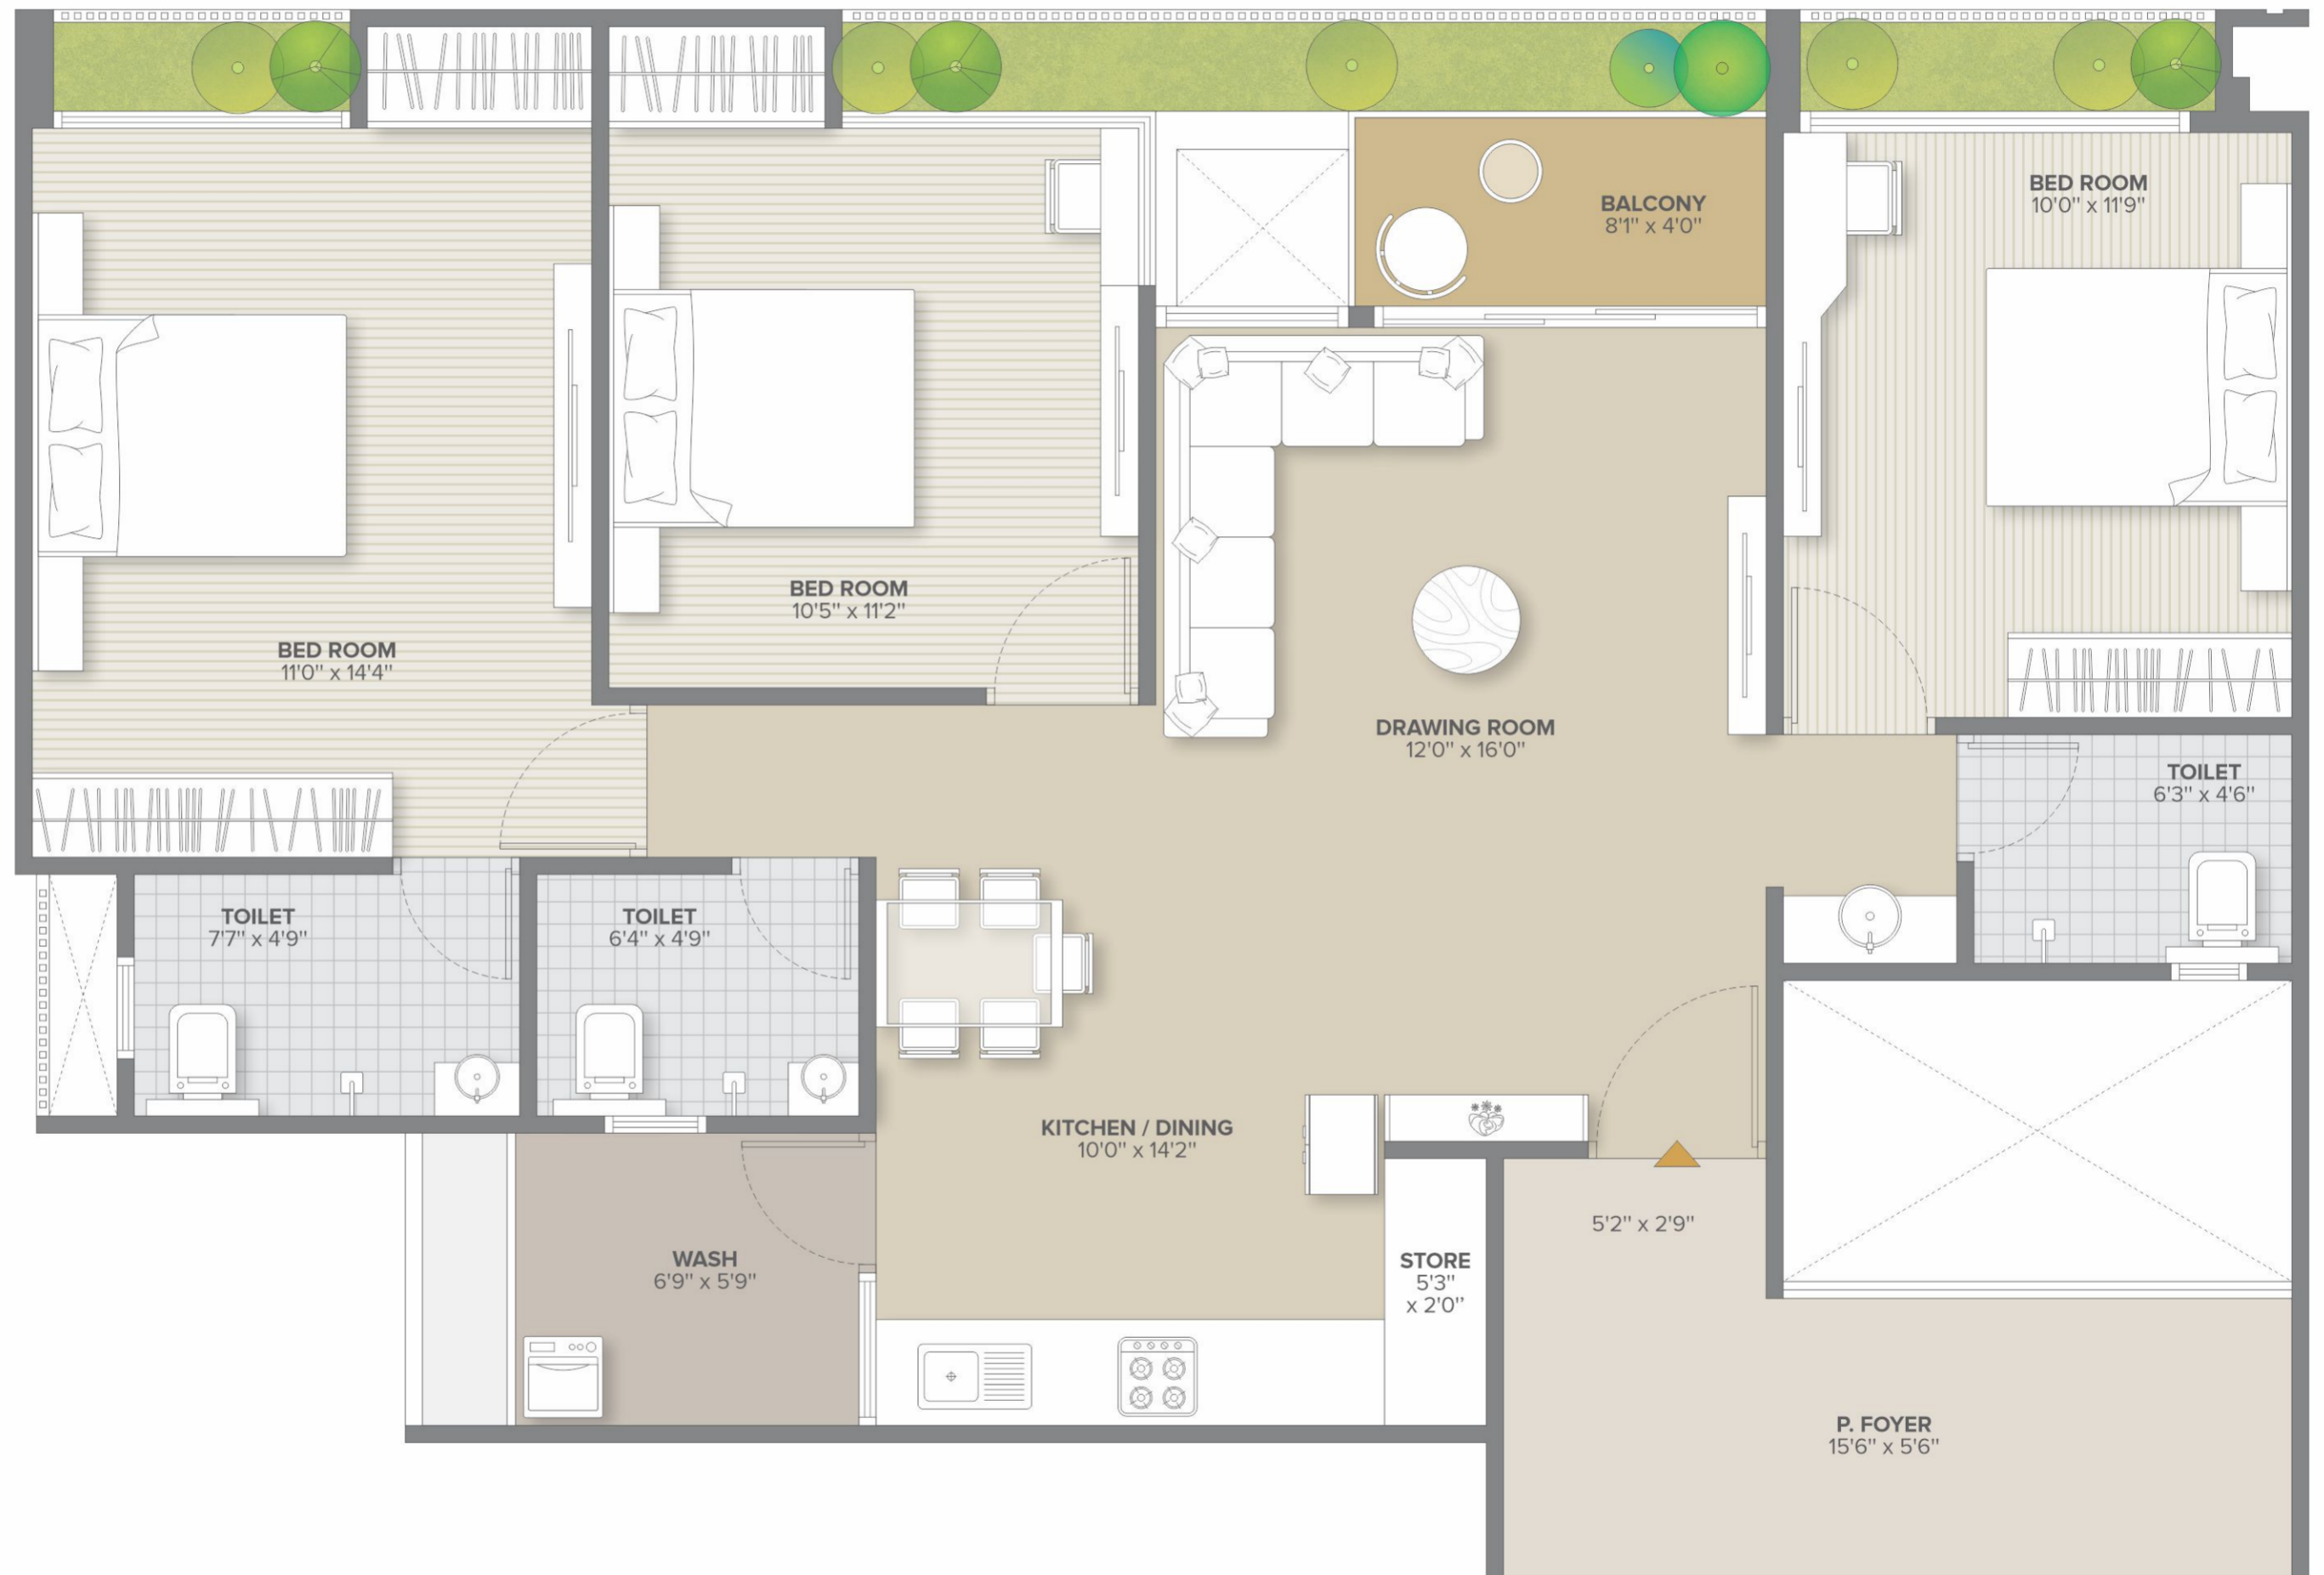 BED ROOM
10'0" x 11'9"
BALCONY
8'1" x 4'0"
BED ROOM
10'5" x 11'2"
BED ROOM
11'0" x 14'4"
DRAWING ROOM
12'0" x 16'0"
TOILET
6'3" x 4'6"
TOILET
7'7" x 4'9"
TOILET
6'4" x 4'9"
KITCHEN / DINING
10'0" x 14'2"
5'2" x 2'9"
WASH
6'9" x 5'9"
STORE
5'3"
x 2'0"
P. FOYER
15'6" x 5'6"